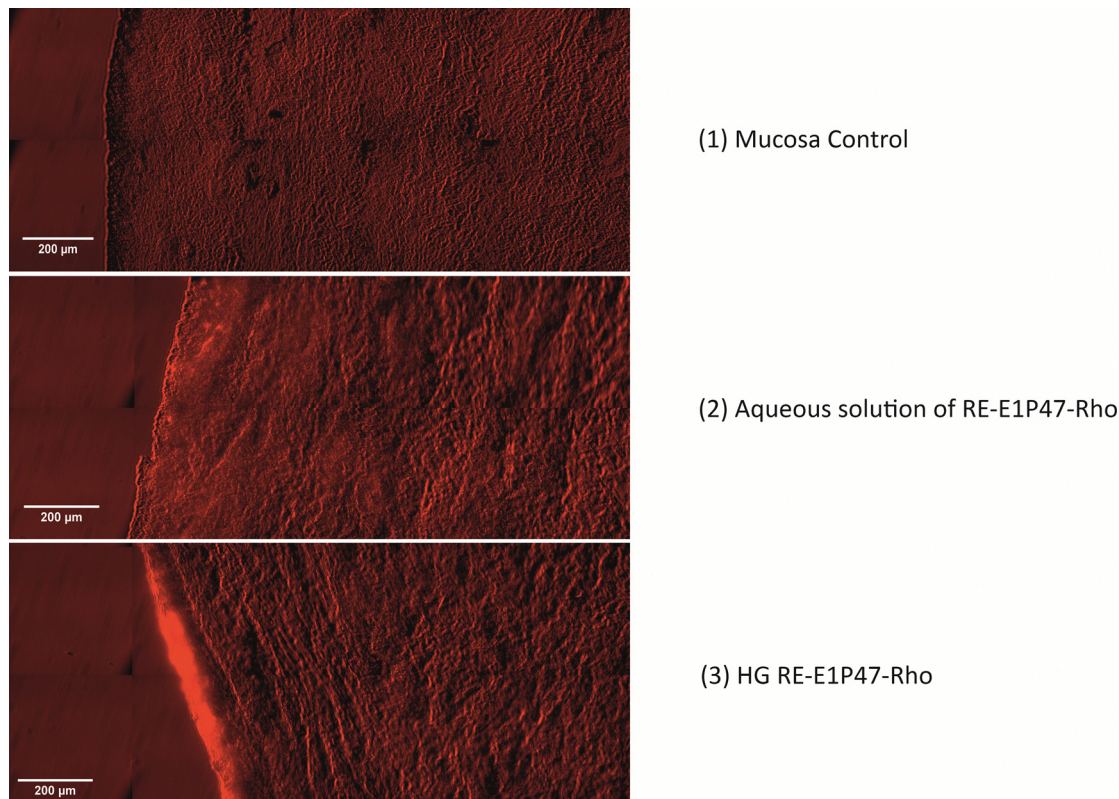 (1) Mucosa Control
200 µm
(2) Aqueous solution of RE-E1P47-Rho
200 µm
(3) HG RE-E1P47-Rho
200 µm